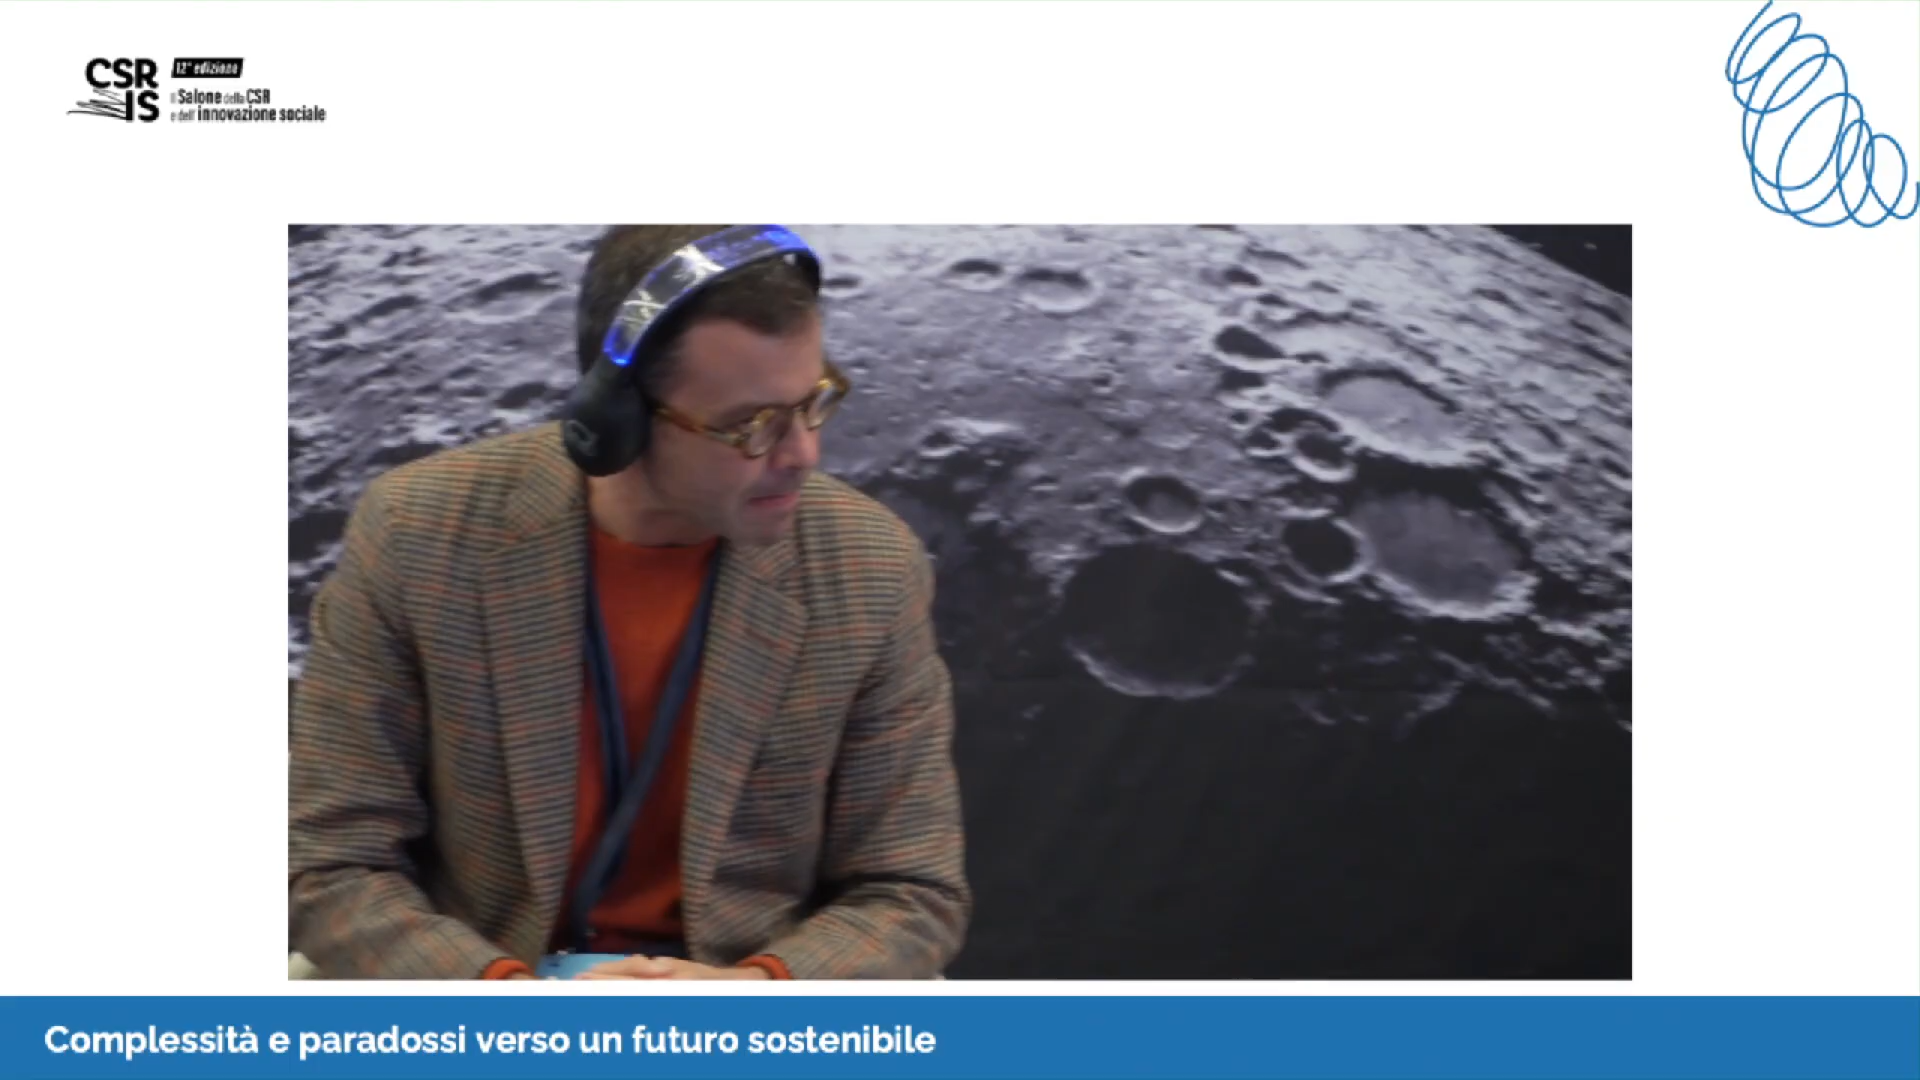 CSR
IS
12ª edizione
Il Salone della CSR
e dell'innovazione sociale
Complessità e paradossi verso un futuro sostenibile